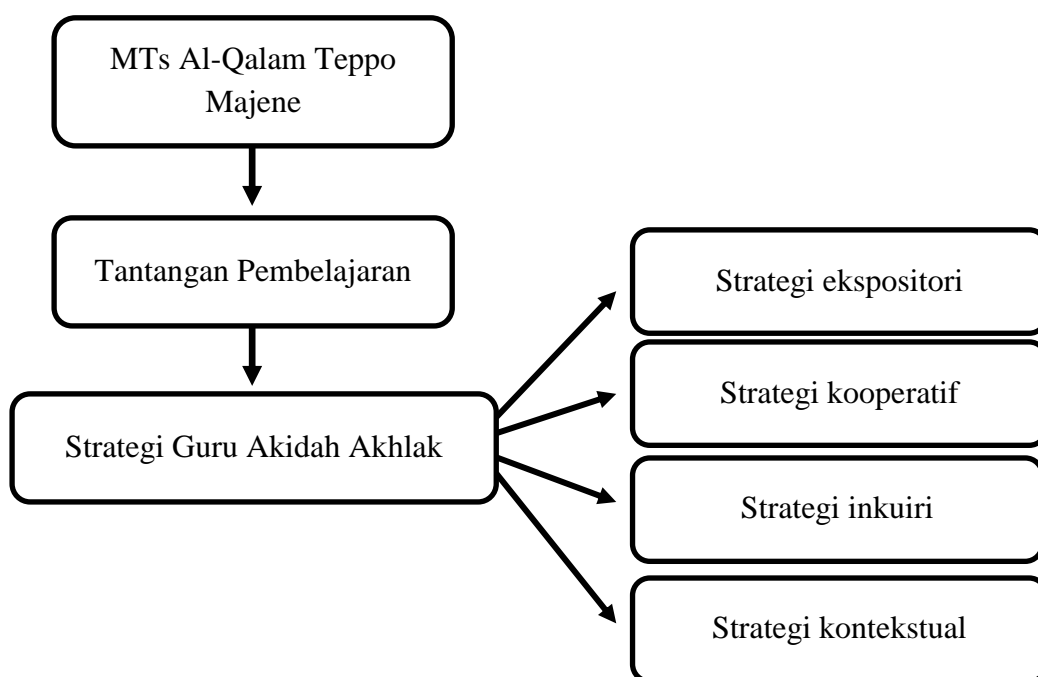 MTs Al-Qalam Teppo
Majene
Tantangan Pembelajaran
Strategi Guru Akidah Akhlak
Strategi ekspositori
Strategi kooperatif
Strategi inkuiri
Strategi kontekstual